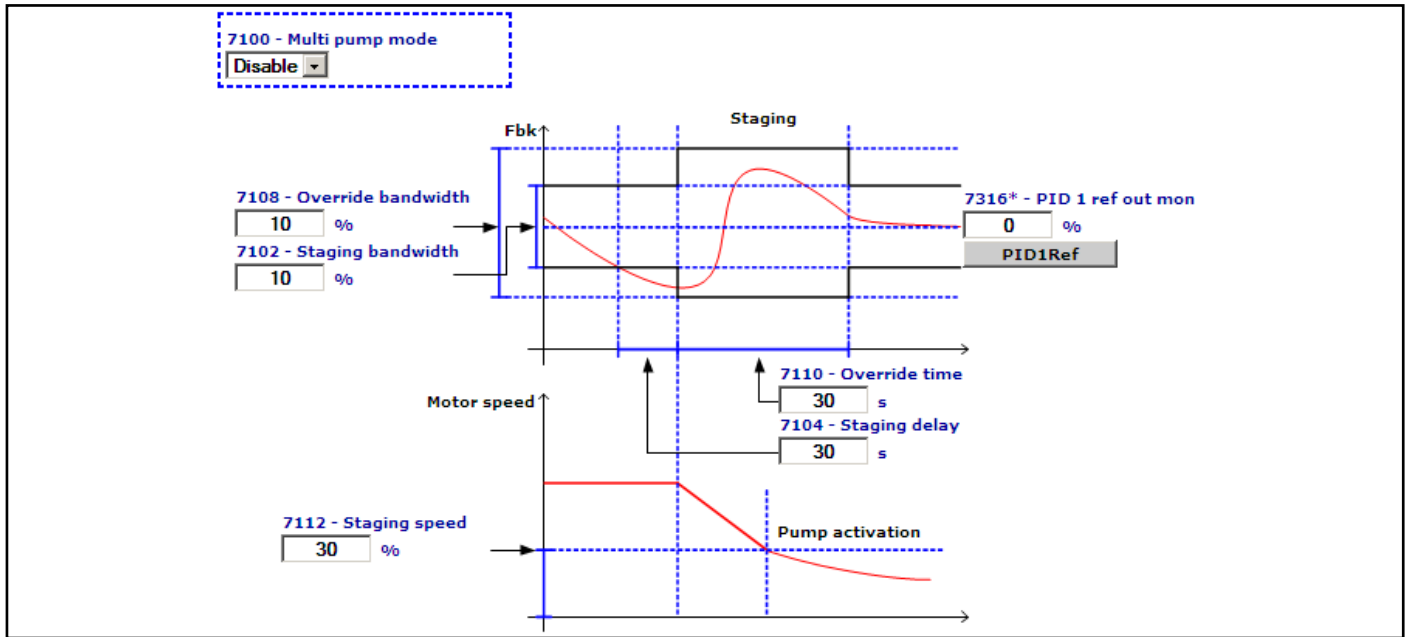 7100 - Multi pump mode
Disable
Fbk
Staging
7108 - Override bandwidth
10 %
7102 - Staging bandwidth
10 %
7316* - PID 1 ref out mon
0 %
PID1Ref
7110 - Override time
30 s
7104 - Staging delay
30 s
Motor speed
7112 - Staging speed
30 %
Pump activation